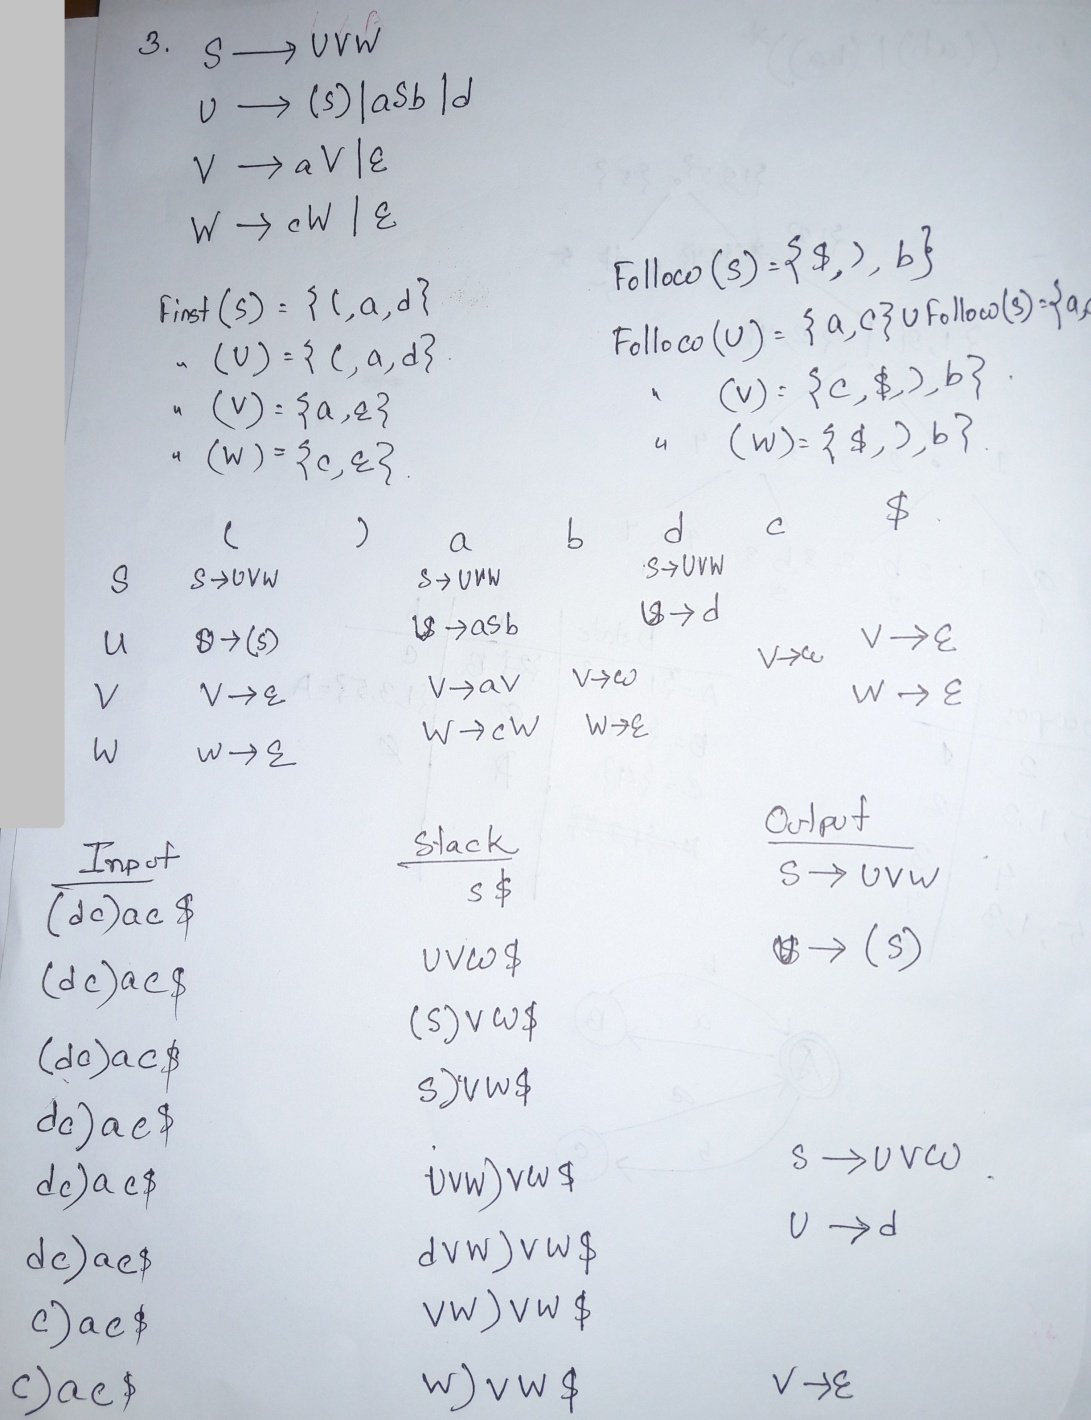 3. S → UVW
U → (S) | aSb | d
V → aV | ε
W → cW | ε
First (S) = { (, a, d}
" (U) = { (, a, d}.
" (V) = {a, ε}
" (W) = {c, ε}.
Follow (S) = {$, ), b}
Follow (U) = {a, c} ∪ Follow(S) = {a,
" (V) = {c, $, ), b}.
" (W) = {$, ), b}.
( ) a b d c $
S S→UVW S→UVW S→UVW
U U→(S) U→aSb U→d
V V→ε V→aV V→ω V→ω V→ε
W W→ε W→cW W→ε W→ε
Input Stack Output
(dc)ac$ S$ S→UVW
(dc)ac$ UVW$ U→(S)
(dc)ac$ (S)VW$
dc)ac$ S)VW$
dc)ac$ UVW)VW$ S→UVW.
dc)ac$ dVW)VW$ U→d
c)ac$ VW)VW$
c)ac$ W)VW$ V→ε